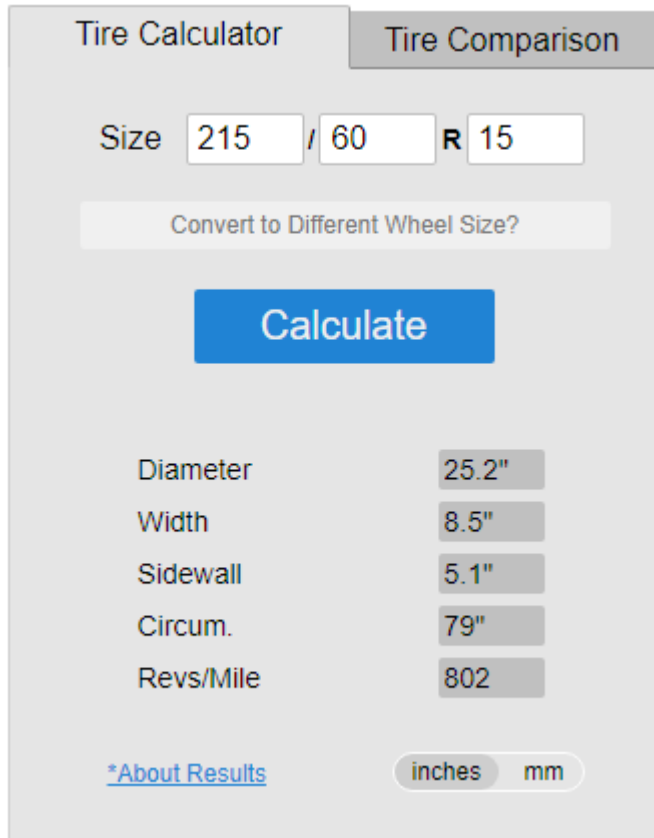 Tire Calculator Tire Comparison
Size 215 / 60 R 15
Convert to Different Wheel Size?
Calculate
Diameter 25.2"
Width 8.5"
Sidewall 5.1"
Circum. 79"
Revs/Mile 802
*About Results inches mm